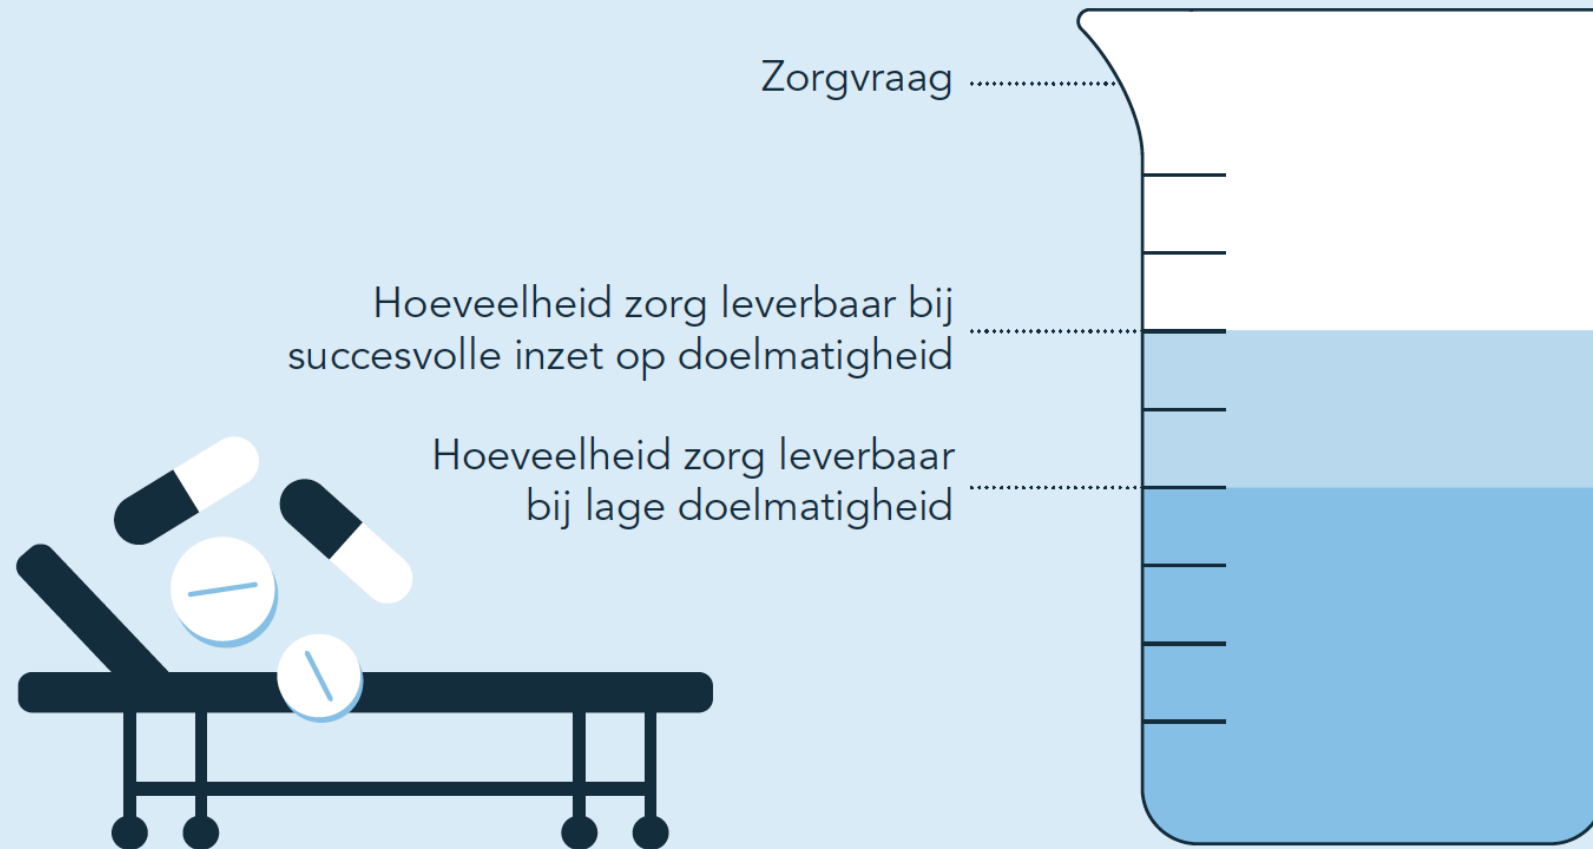 Zorgvraag
Hoeveelheid zorg leverbaar bij
succesvolle inzet op doelmatigheid
Hoeveelheid zorg leverbaar
bij lage doelmatigheid